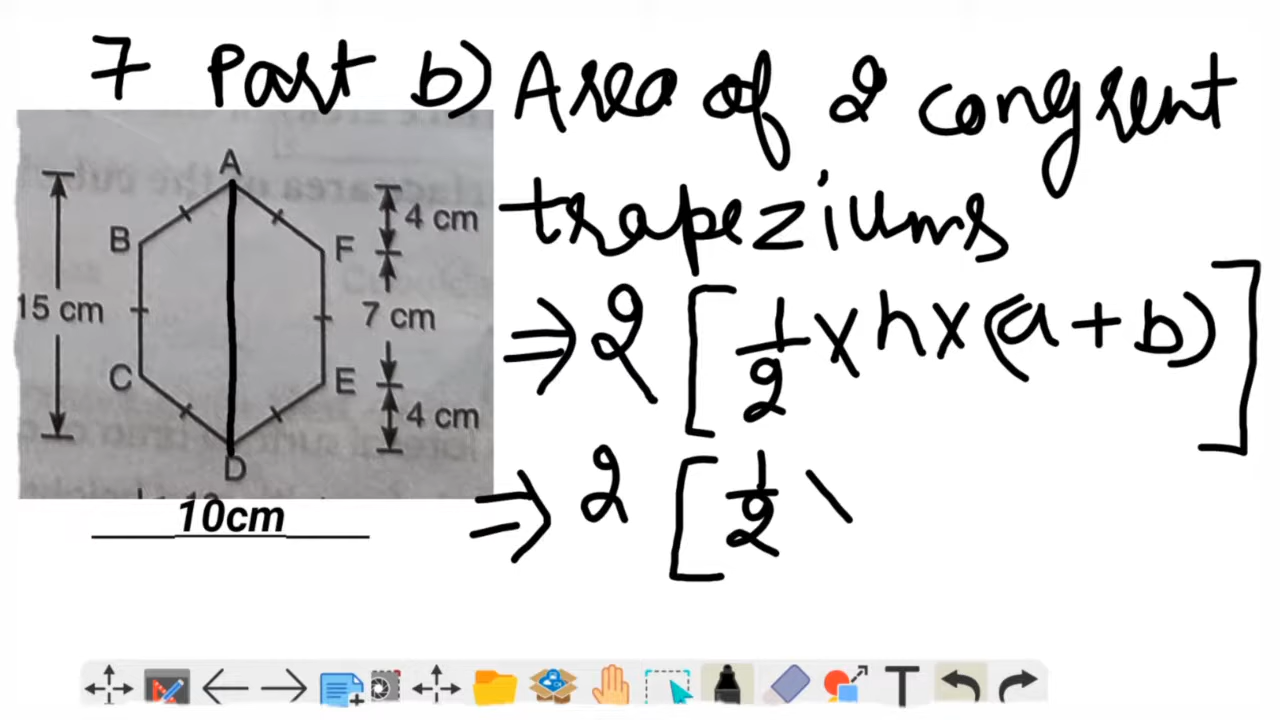 7 Part b) Area of 2 congruent
trapeziums
⇒ 2 [ 1/2 × h × (a + b) ]
⇒ 2 [ 1/2 \
A
B
F
4 cm
15 cm
7 cm
C
E
4 cm
D
10cm
T